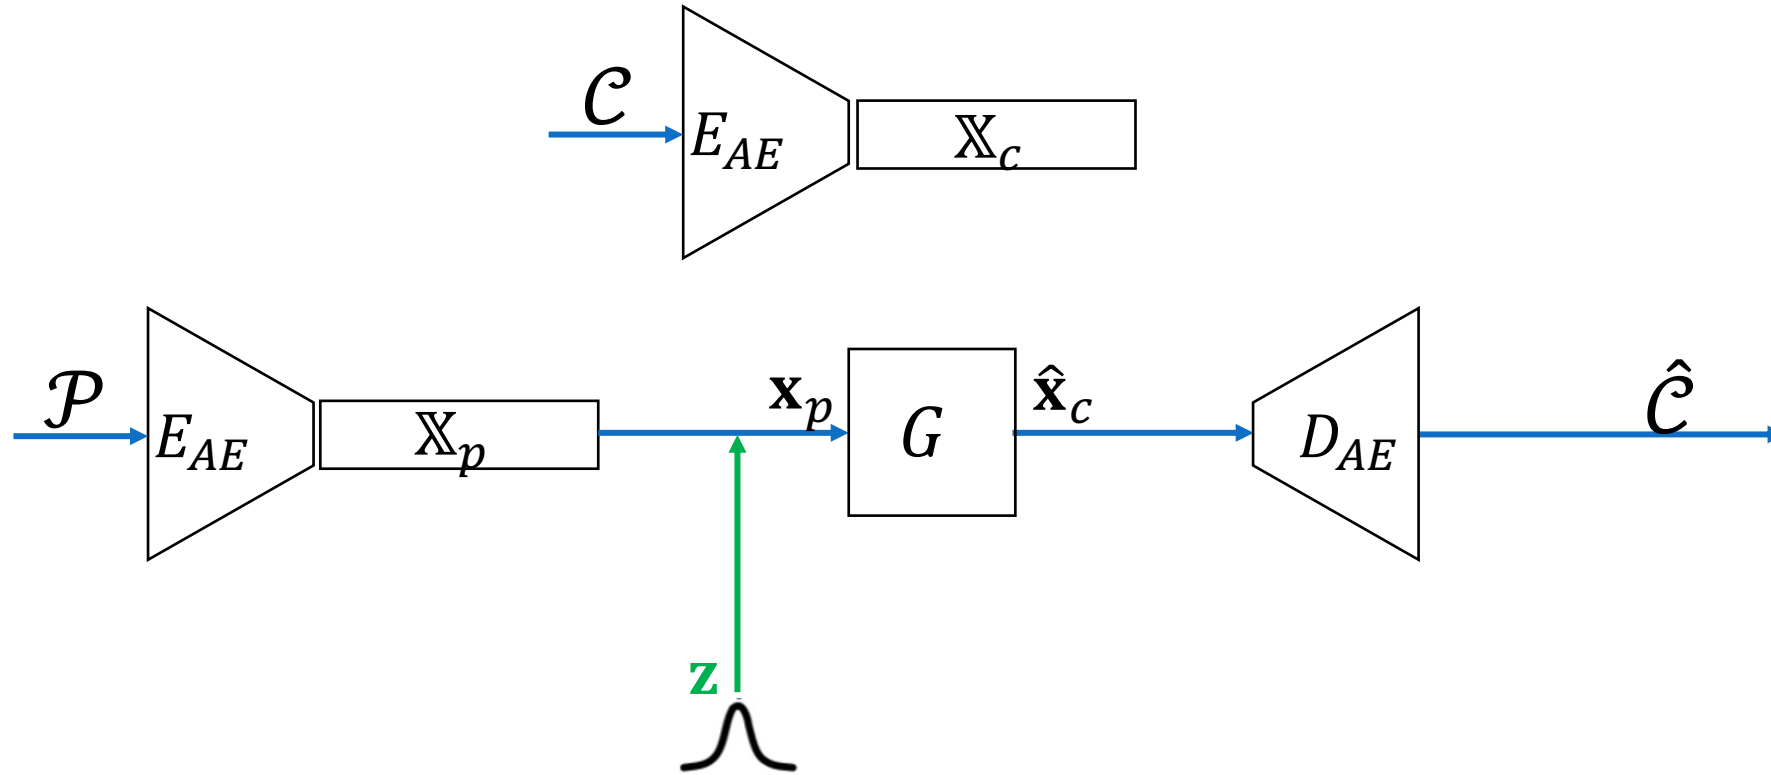 𝒞
E_AE
𝕏_c
𝒫
E_AE
𝕏_p
𝐱_p
G
𝐱̂_c
D_AE
𝒞̂
𝐳